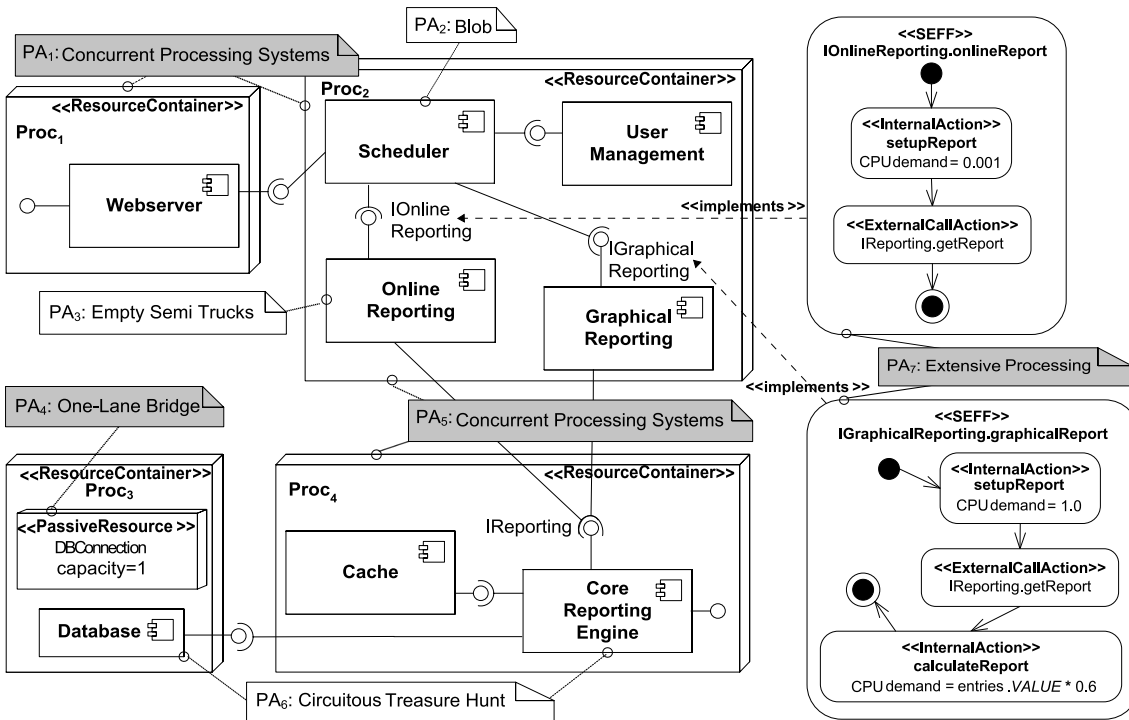 PA2: Blob
PA1: Concurrent Processing Systems
<<ResourceContainer>>
Proc1
Webserver
<<ResourceContainer>>
Proc2
Scheduler
User
Management
IOnline
Reporting
IGraphical
Reporting
Online
Reporting
Graphical
Reporting
PA3: Empty Semi Trucks
<<implements >>
<<implements >>
<<SEFF>>
IOnlineReporting.onlineReport
<<InternalAction>>
setupReport
CPU demand = 0.001
<<ExternalCallAction>>
IReporting.getReport
PA7: Extensive Processing
PA4: One-Lane Bridge
PA5: Concurrent Processing Systems
<<ResourceContainer>>
Proc3
<<PassiveResource >>
DBConnection
capacity=1
Database
<<ResourceContainer>>
Proc4
IReporting
Cache
Core
Reporting
Engine
PA6: Circuitous Treasure Hunt
<<SEFF>>
IGraphicalReporting.graphicalReport
<<InternalAction>>
setupReport
CPU demand = 1.0
<<ExternalCallAction>>
IReporting.getReport
<<InternalAction>>
calculateReport
CPU demand = entries .VALUE * 0.6